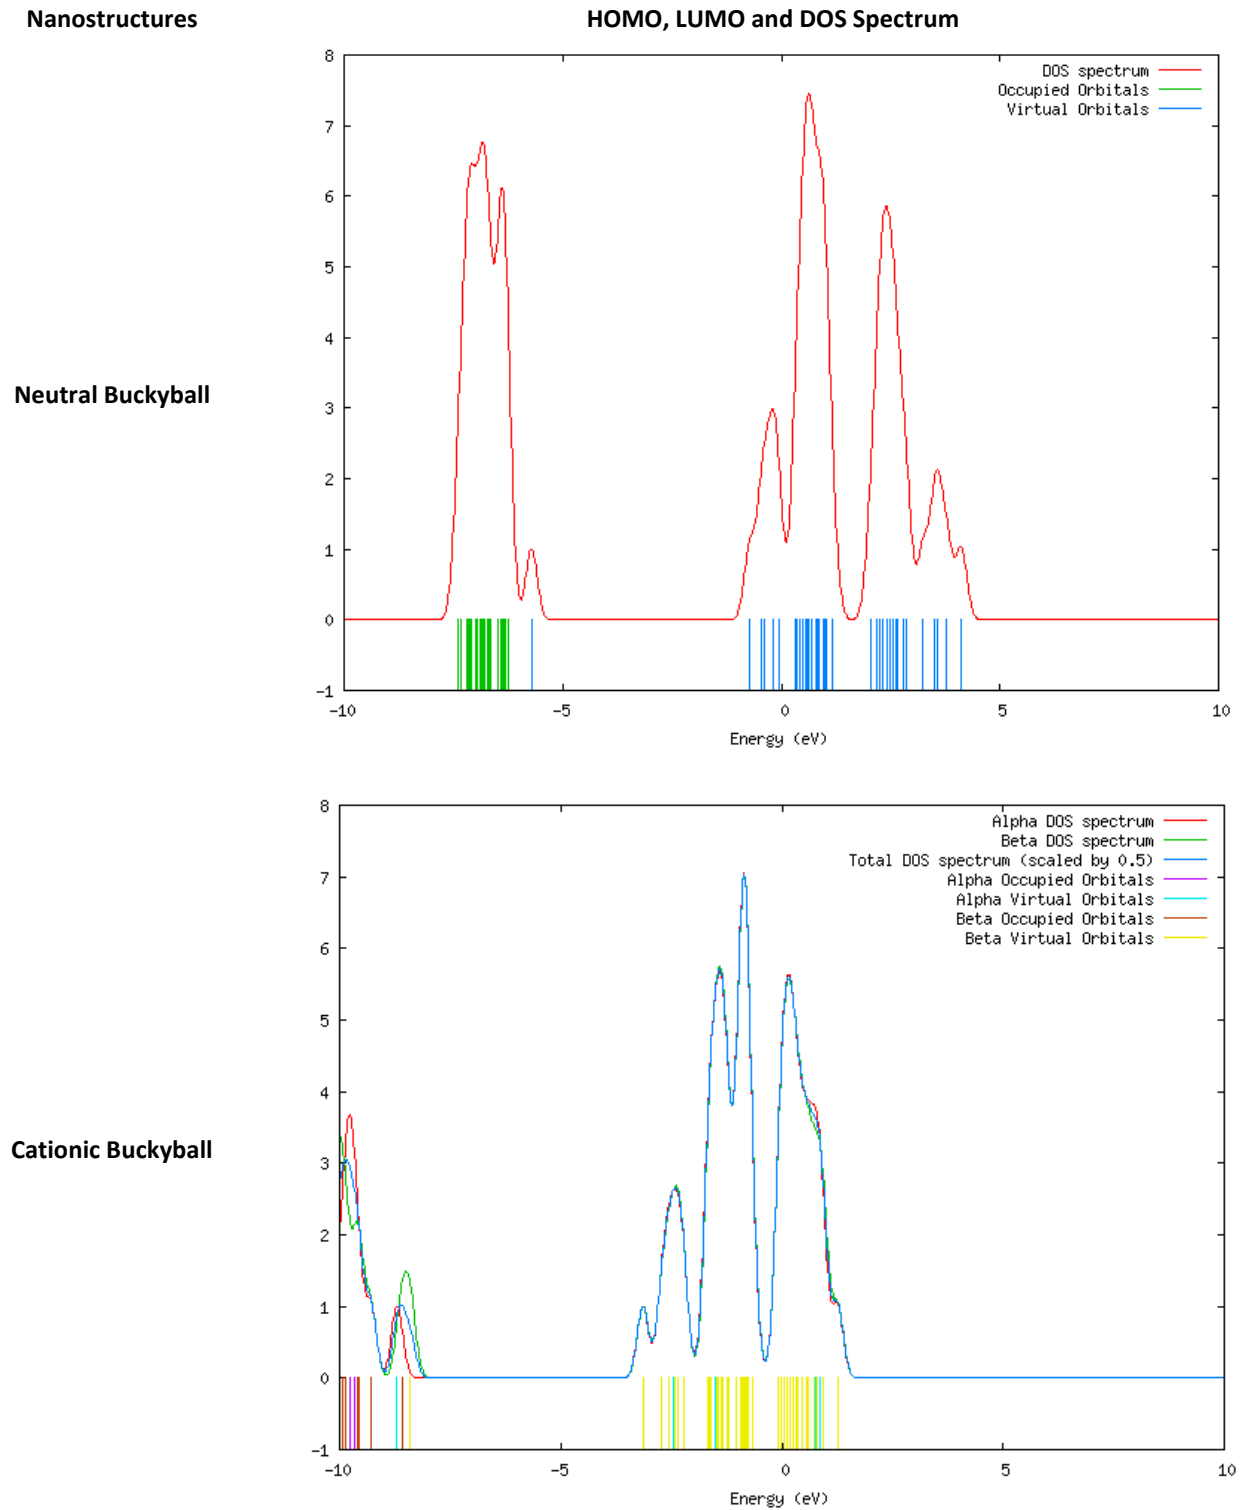 Nanostructures
HOMO, LUMO and DOS Spectrum
Neutral Buckyball
8
7
6
5
4
3
2
1
0
-1
DOS spectrum
Occupied Orbitals
Virtual Orbitals
-10
-5
0
5
10
Energy (eV)
Cationic Buckyball
8
7
6
5
4
3
2
1
0
-1
Alpha DOS spectrum
Beta DOS spectrum
Total DOS spectrum (scaled by 0.5)
Alpha Occupied Orbitals
Alpha Virtual Orbitals
Beta Occupied Orbitals
Beta Virtual Orbitals
-10
-5
0
5
10
Energy (eV)